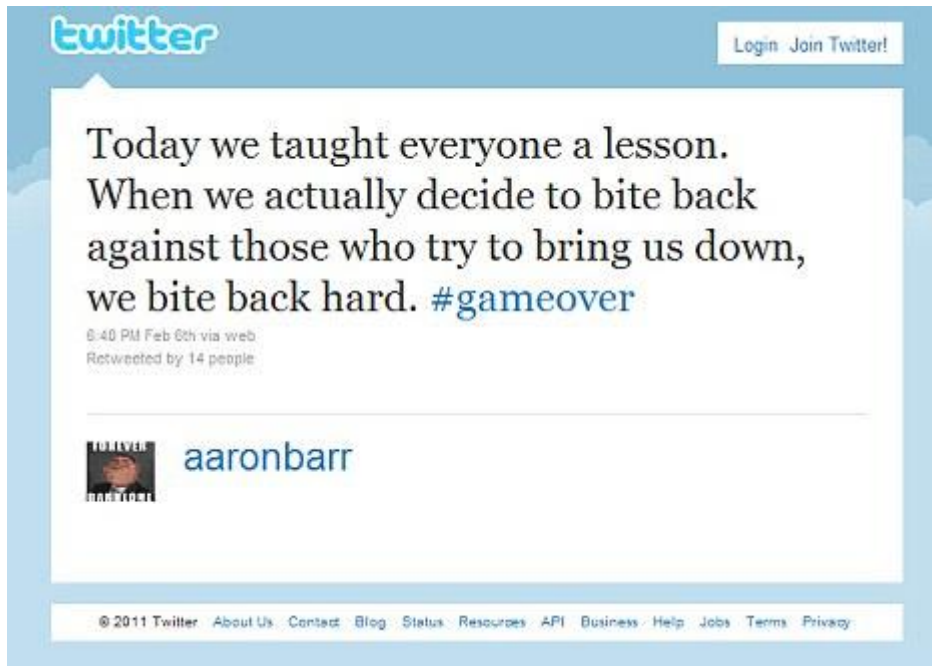 twitter
Login Join Twitter!
Today we taught everyone a lesson.
When we actually decide to bite back
against those who try to bring us down,
we bite back hard. #gameover
6:40 PM Feb 6th via web
Retweeted by 14 people
FOREVER
aaronbarr
BARRLONE
© 2011 Twitter About Us Contact Blog Status Resources API Business Help Jobs Terms Privacy